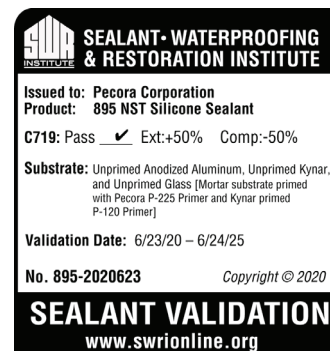 SWR
INSTITUTE
SEALANT • WATERPROOFING
& RESTORATION INSTITUTE
Issued to: Pecora Corporation
Product: 895 NST Silicone Sealant
C719: Pass ✔ Ext:+50% Comp:-50%
Substrate: Unprimed Anodized Aluminum, Unprimed Kynar,
and Unprimed Glass [Mortar substrate primed
with Pecora P-225 Primer and Kynar primed
P-120 Primer]
Validation Date: 6/23/20 – 6/24/25
No. 895-2020623 Copyright © 2020
SEALANT VALIDATION
www.swrionline.org